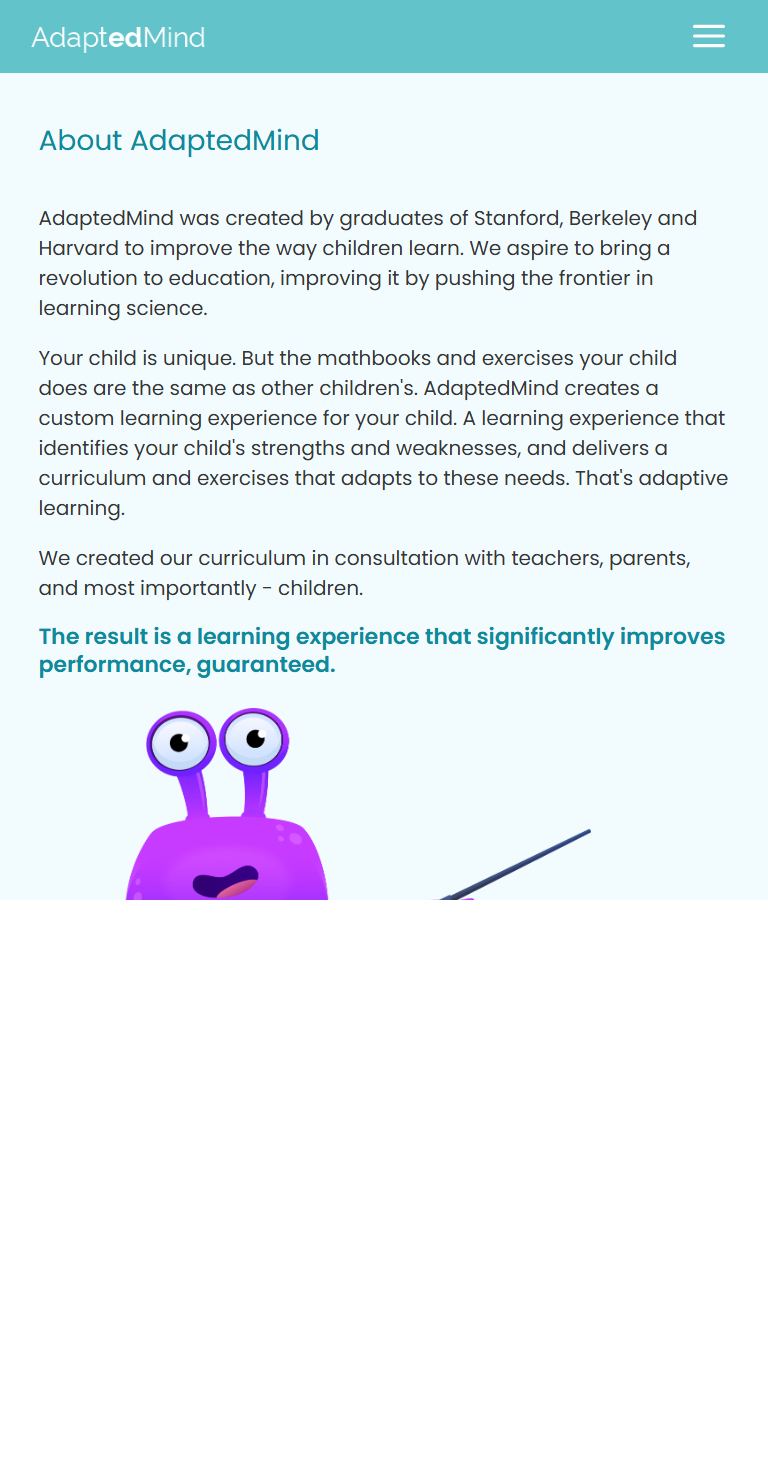 AdaptedMind
About AdaptedMind
AdaptedMind was created by graduates of Stanford, Berkeley and
Harvard to improve the way children learn. We aspire to bring a
revolution to education, improving it by pushing the frontier in
learning science.
Your child is unique. But the mathbooks and exercises your child
does are the same as other children's. AdaptedMind creates a
custom learning experience for your child. A learning experience that
identifies your child's strengths and weaknesses, and delivers a
curriculum and exercises that adapts to these needs. That's adaptive
learning.
We created our curriculum in consultation with teachers, parents,
and most importantly - children.
The result is a learning experience that significantly improves
performance, guaranteed.